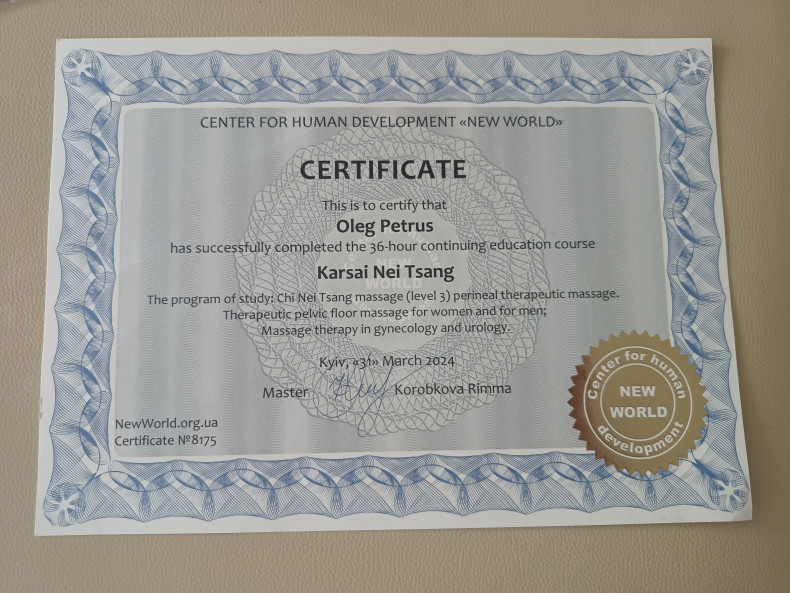 CENTER FOR HUMAN DEVELOPMENT «NEW WORLD»
CERTIFICATE
This is to certify that
Oleg Petrus
has successfully completed the 36-hour continuing education course
Karsai Nei Tsang
The program of study: Chi Nei Tsang massage (level 3) perineal therapeutic massage.
Therapeutic pelvic floor massage for women and for men;
Massage therapy in gynecology and urology.
Kyiv, «31» March 2024
Master Korobkova Rimma
NewWorld.org.ua
Certificate №8175
Center for human
NEW
WORLD
development